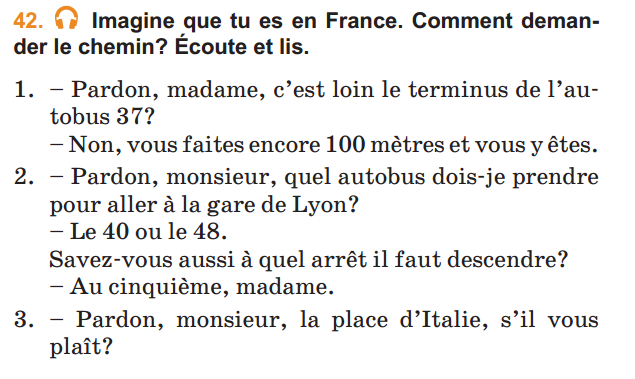 42. Imagine que tu es en France. Comment deman-
der le chemin? Écoute et lis.
1. – Pardon, madame, c’est loin le terminus de l’au-
tobus 37?
– Non, vous faites encore 100 mètres et vous y êtes.
2. – Pardon, monsieur, quel autobus dois-je prendre
pour aller à la gare de Lyon?
– Le 40 ou le 48.
Savez-vous aussi à quel arrêt il faut descendre?
– Au cinquième, madame.
3. – Pardon, monsieur, la place d’Italie, s’il vous
plaît?